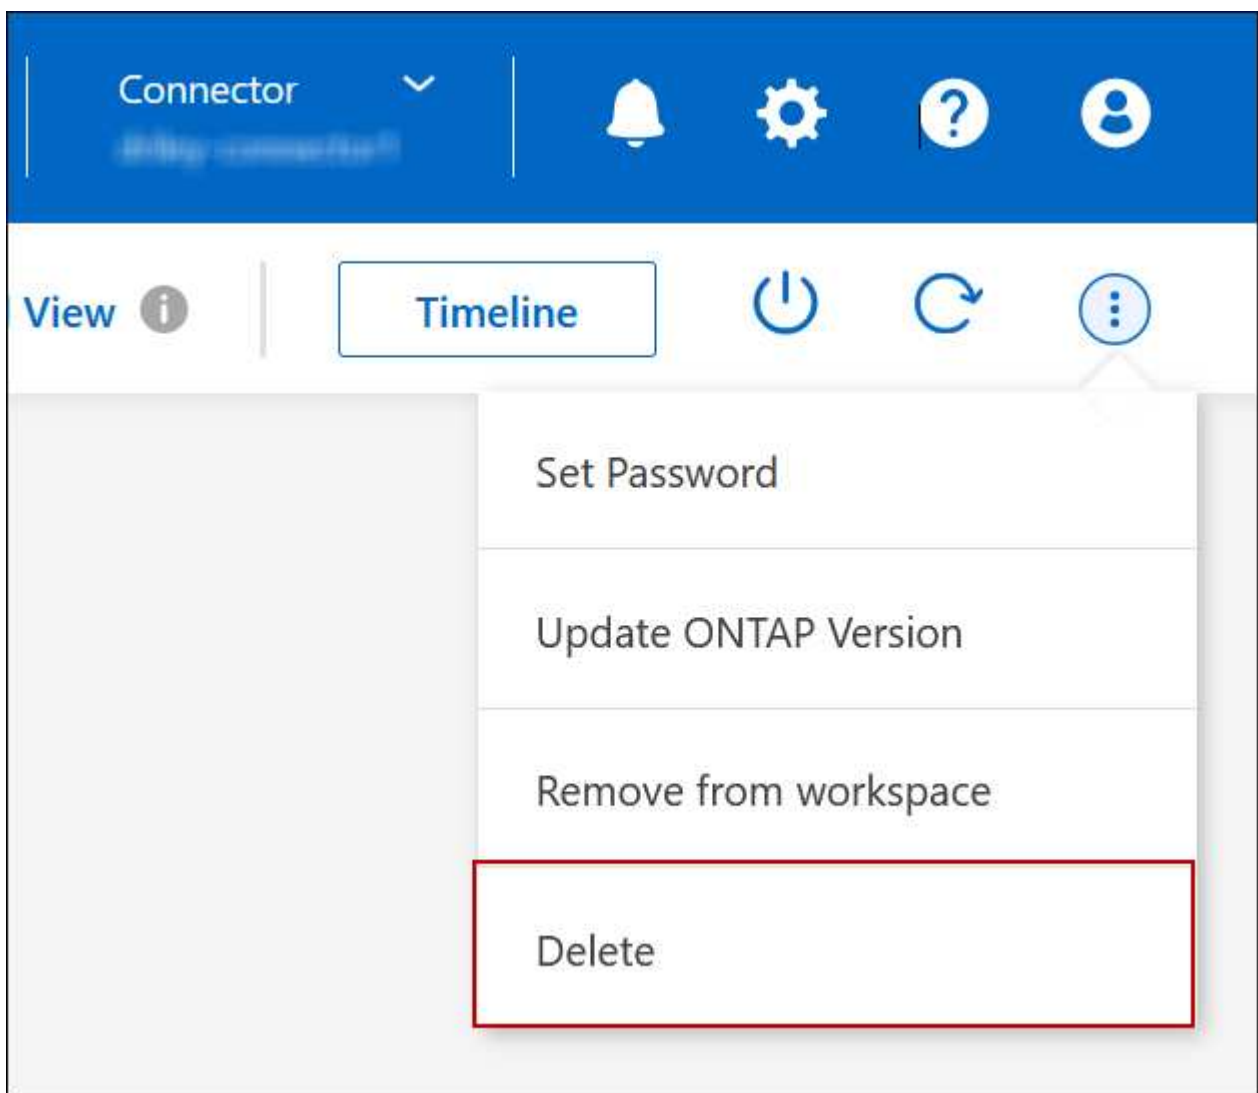 Connector
View
Timeline
Set Password
Update ONTAP Version
Remove from workspace
Delete